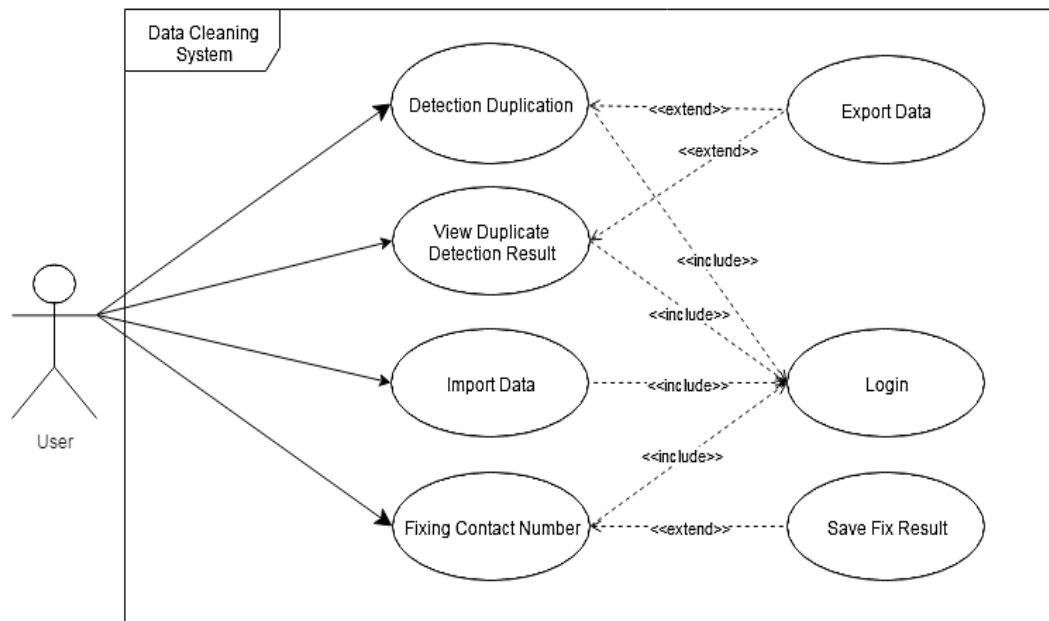 Data Cleaning
System
Detection Duplication
<<extend>>
Export Data
<<extend>>
View Duplicate
Detection Result
<<include>>
<<include>>
Import Data
<<include>>
Login
User
<<include>>
Fixing Contact Number
<<extend>>
Save Fix Result